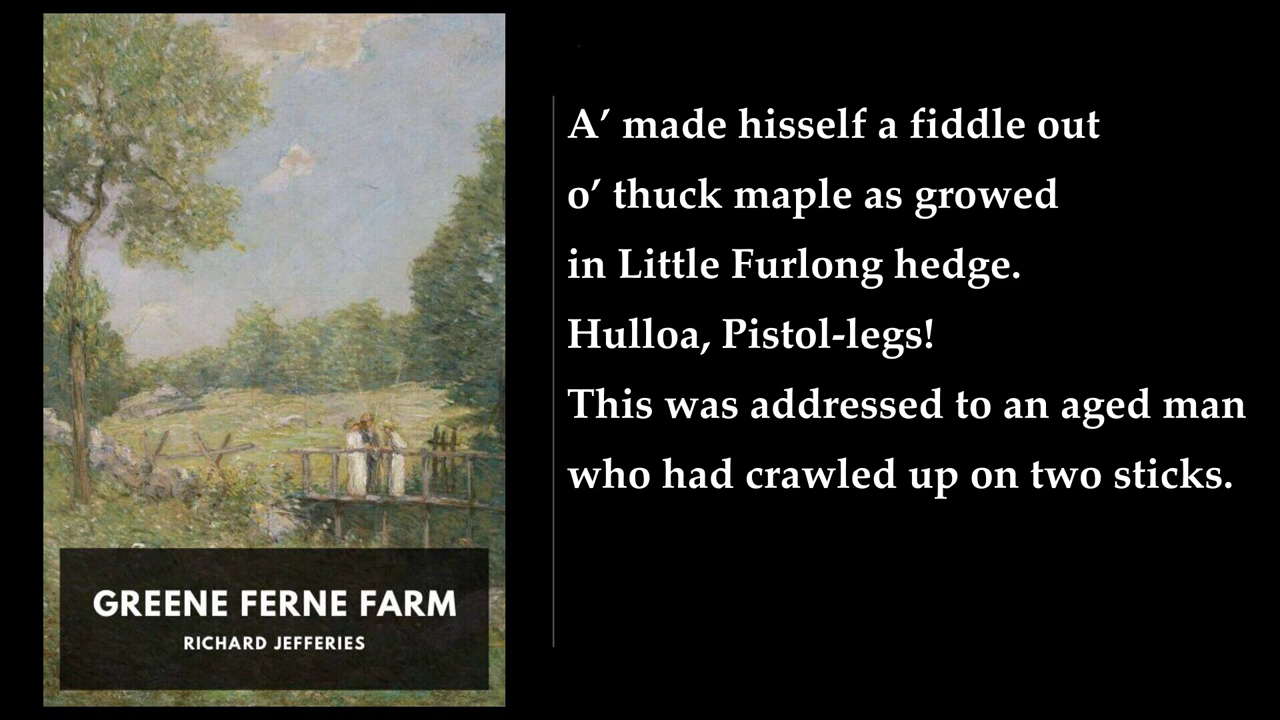 GREENE FERNE FARM
RICHARD JEFFERIES
A’ made hisself a fiddle out
o’ thuck maple as growed
in Little Furlong hedge.
Hulloa, Pistol-legs!
This was addressed to an aged man
who had crawled up on two sticks.